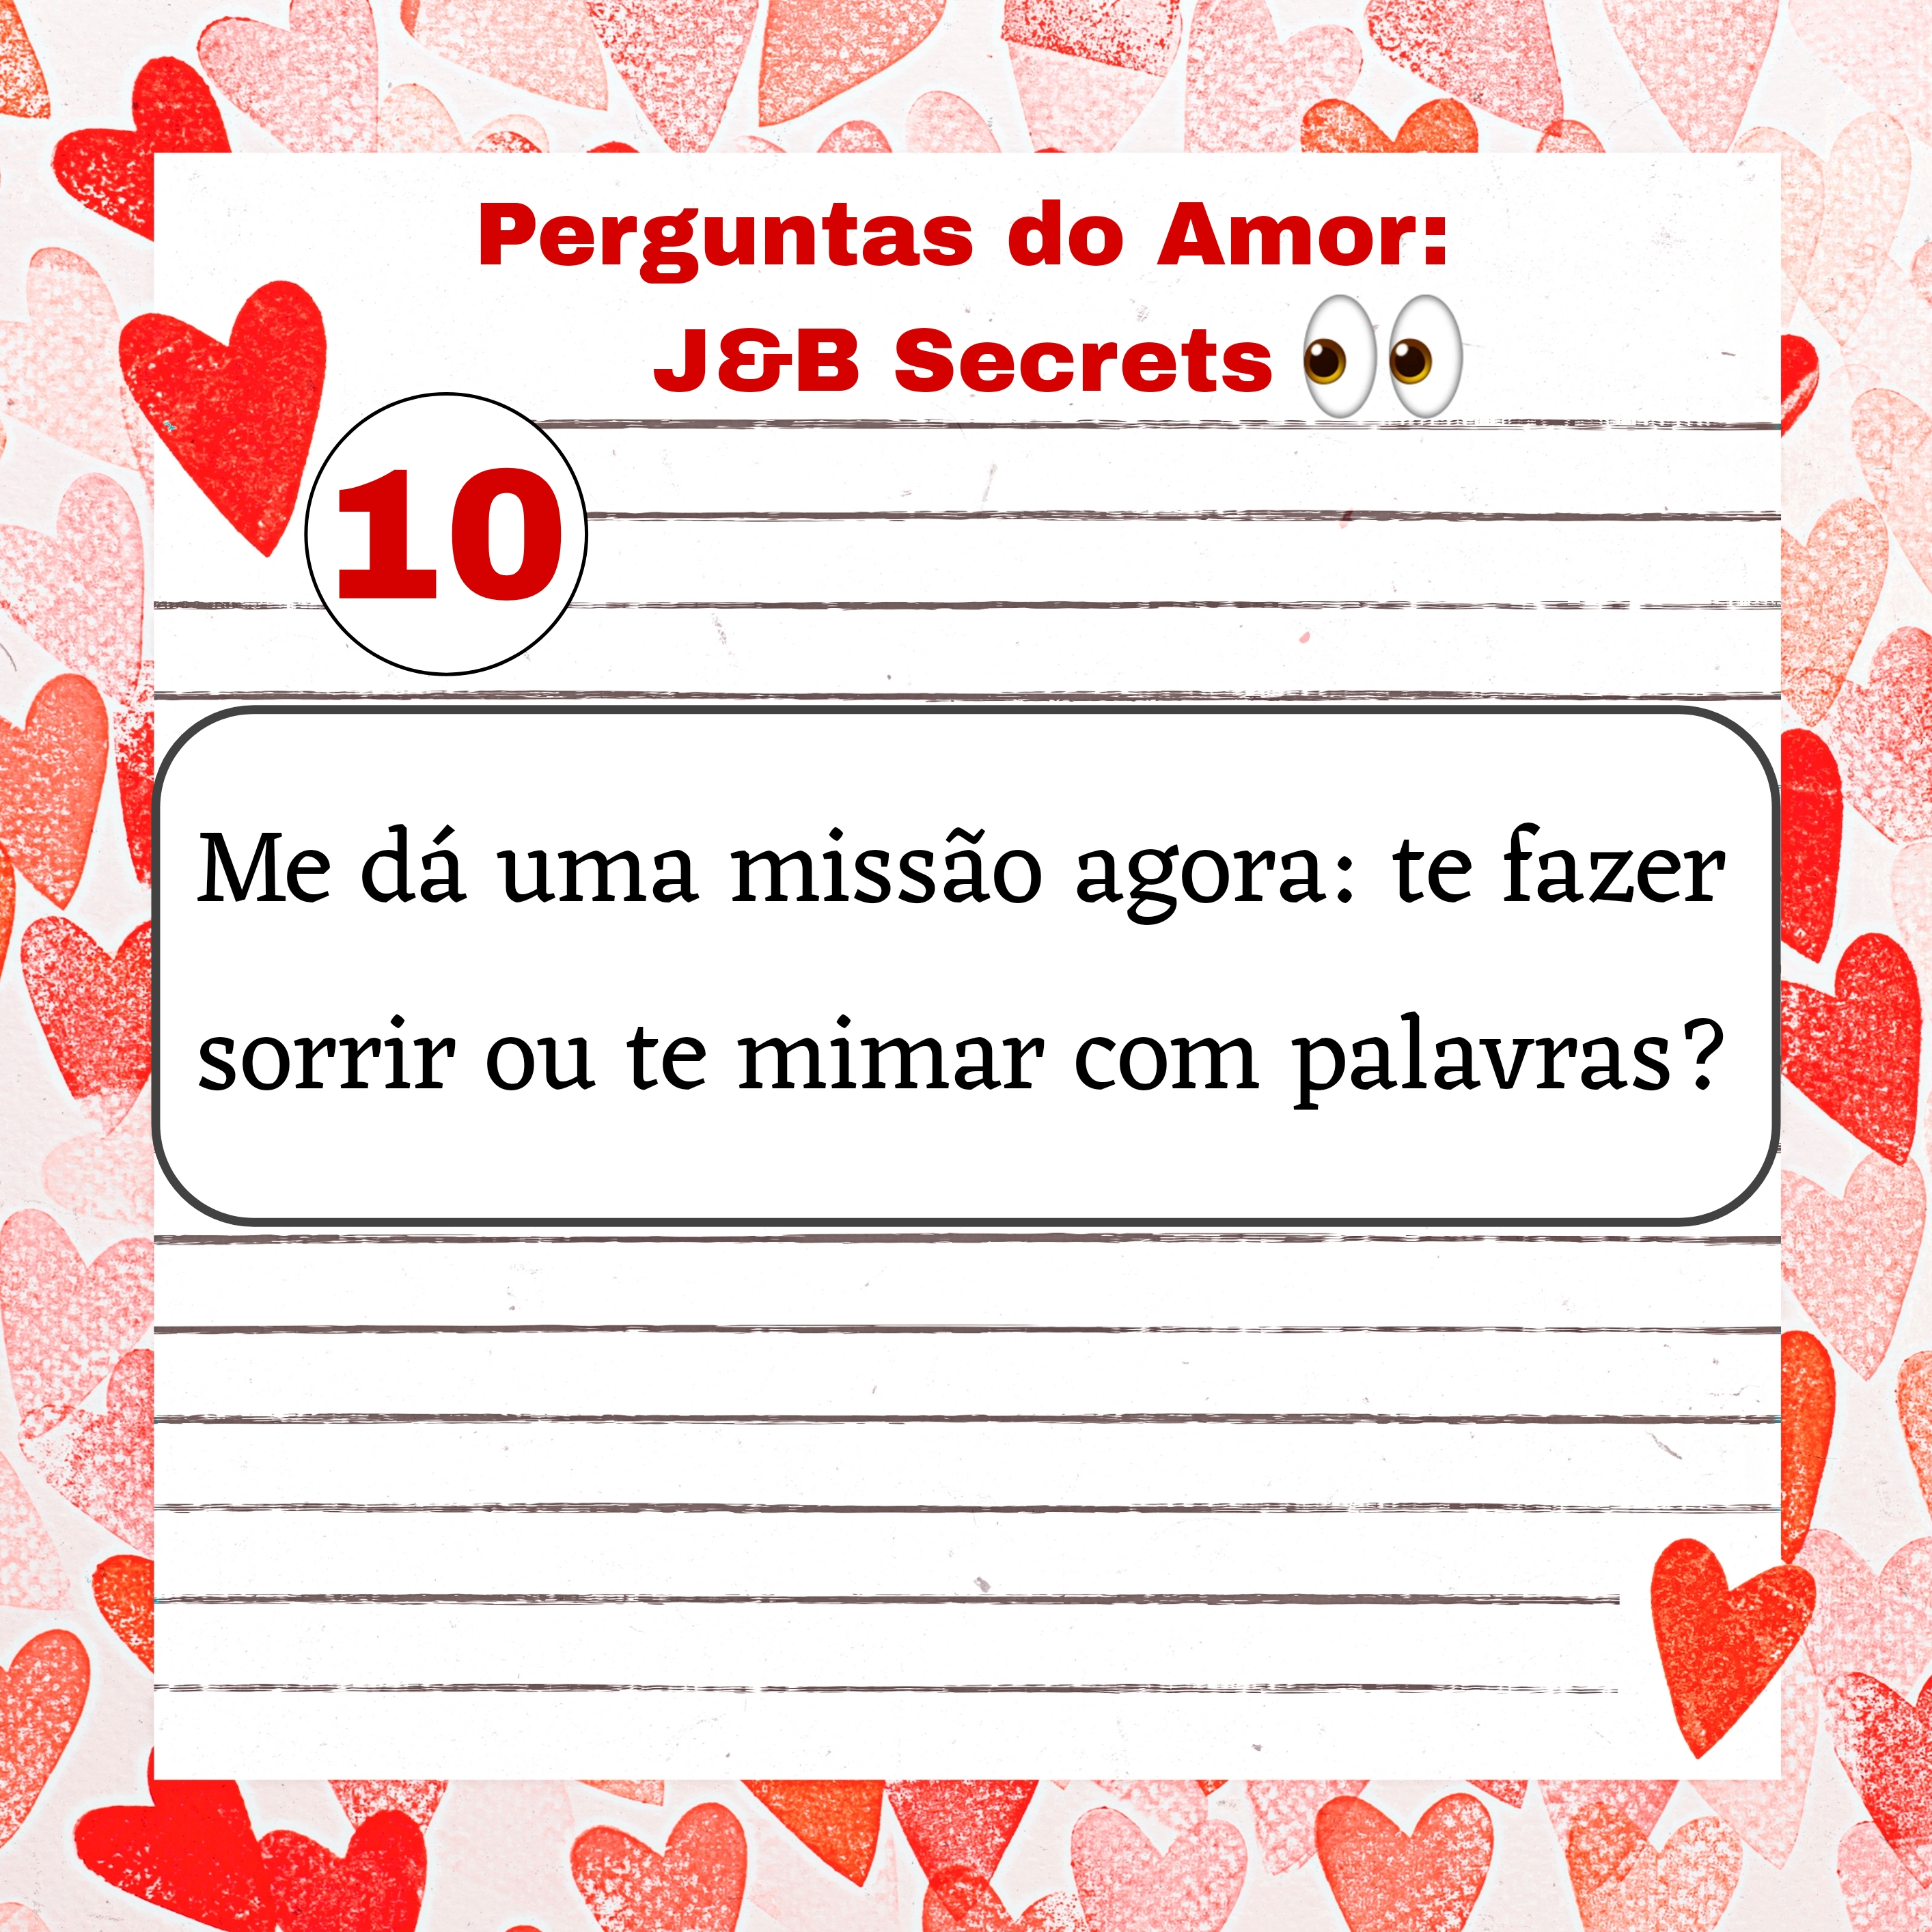 Perguntas do Amor:
J&B Secrets 👀
10
Me dá uma missão agora: te fazer
sorrir ou te mimar com palavras?